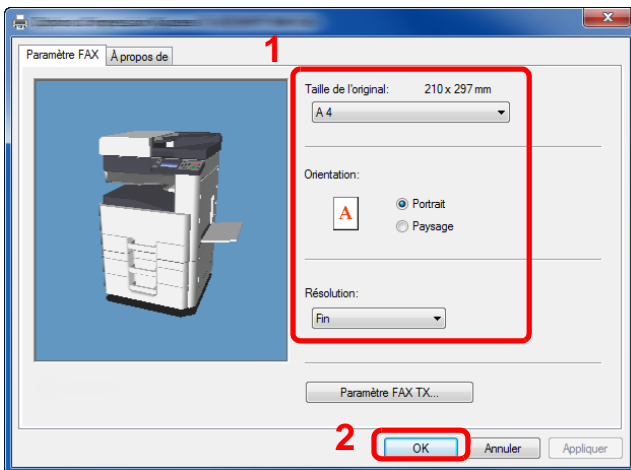 Paramètre FAX
À propos de
1
Taille de l'original: 210 x 297 mm
A4
Orientation:
A
Portrait
Paysage
Résolution:
Fin
Paramètre FAX TX...
2
OK
Annuler
Appliquer